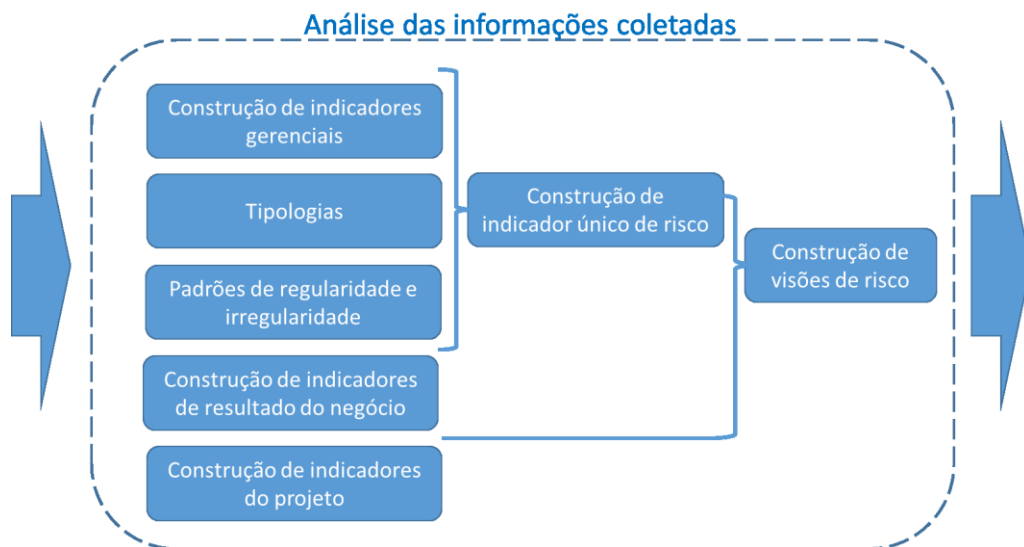 Análise das informações coletadas
Construção de indicadores
gerenciais
Tipologias
Padrões de regularidade e
irregularidade
Construção de indicadores
de resultado do negócio
Construção de indicadores
do projeto
Construção de
indicador único de risco
Construção de
visões de risco